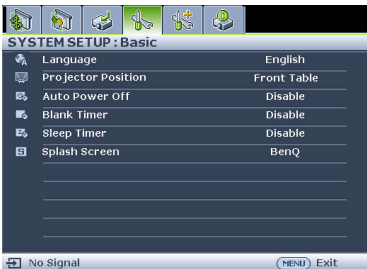 SYSTEM SETUP : Basic
Language English
Projector Position Front Table
Auto Power Off Disable
Blank Timer Disable
Sleep Timer Disable
S Splash Screen BenQ
No Signal MENU Exit